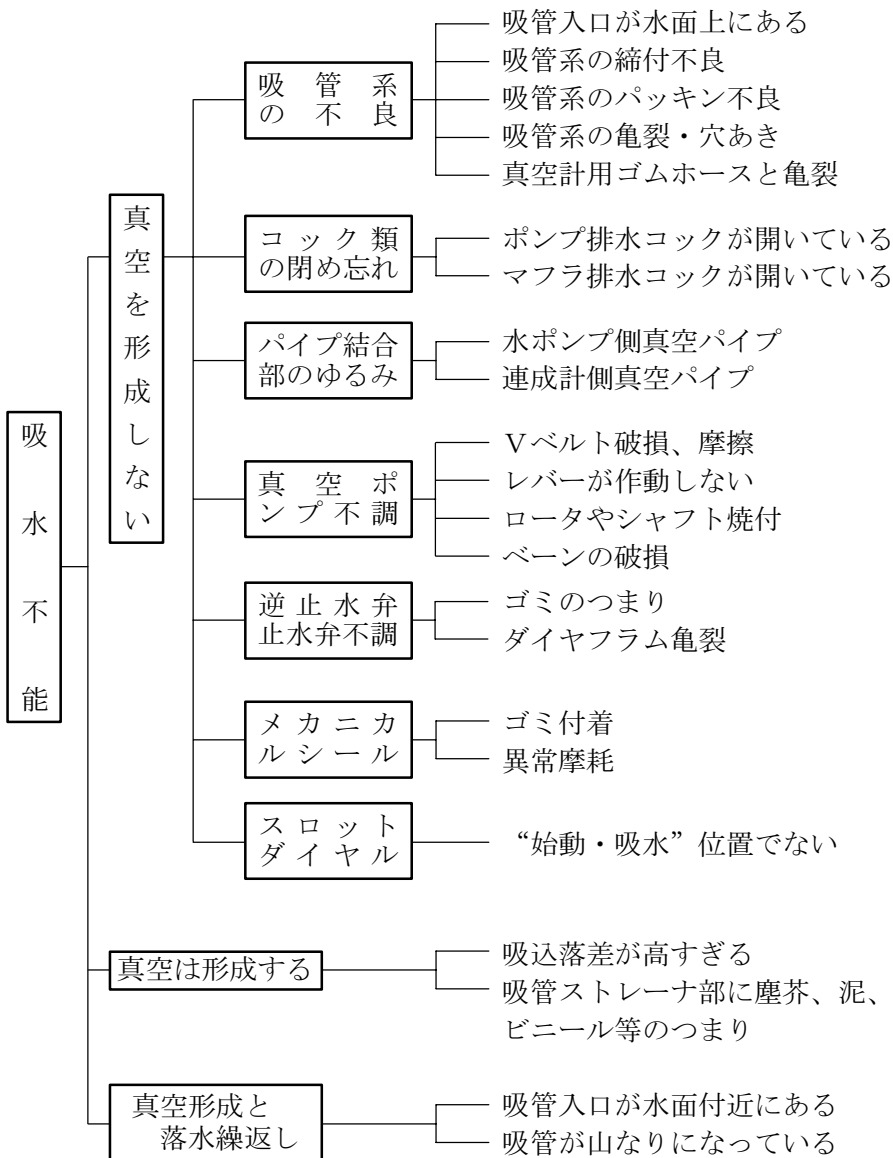 吸水不能
真空を形成しない
吸管系
の不良
吸管入口が水面上にある
吸管系の締付不良
吸管系のパッキン不良
吸管系の亀裂・穴あき
真空計用ゴムホースと亀裂
コック類
の閉め忘れ
ポンプ排水コックが開いている
マフラ排水コックが開いている
パイプ結合
部のゆるみ
水ポンプ側真空パイプ
連成計側真空パイプ
真空ポ
ンプ不調
Ｖベルト破損、摩擦
レバーが作動しない
ロータやシャフト焼付
ベーンの破損
逆止水弁
止水弁不調
ゴミのつまり
ダイヤフラム亀裂
メカニカ
ルシール
ゴミ付着
異常摩耗
スロット
ダイヤル
“始動・吸水”位置でない
真空は形成する
吸込落差が高すぎる
吸管ストレーナ部に塵芥、泥、
ビニール等のつまり
真空形成と
落水繰返し
吸管入口が水面付近にある
吸管が山なりになっている